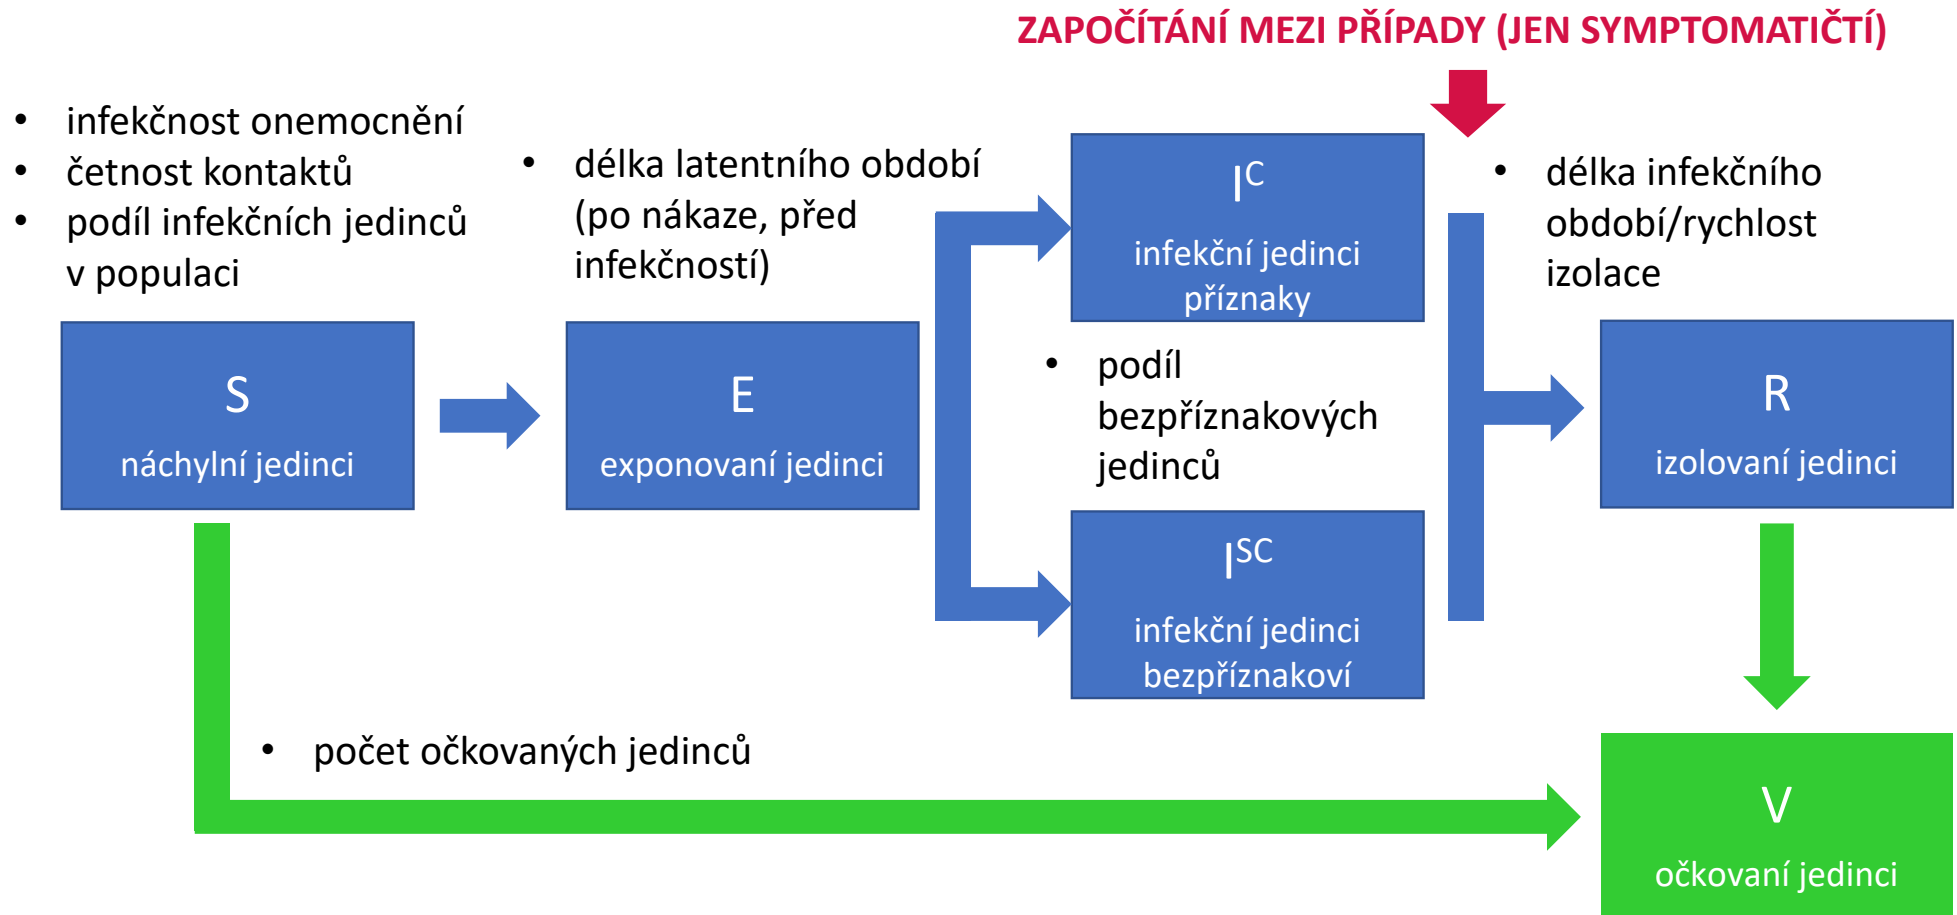 ZAPOČÍTÁNÍ MEZI PŘÍPADY (JEN SYMPTOMATIČTÍ)
• infekčnost onemocnění
• četnost kontaktů
• podíl infekčních jedinců
v populaci
• délka latentního období
(po nákaze, před
infekčností)
I^C
infekční jedinci
příznaky
• délka infekčního
období/rychlost
izolace
S
náchylní jedinci
E
exponovaní jedinci
• podíl
bezpříznakových
jedinců
R
izolovaní jedinci
I^SC
infekční jedinci
bezpříznakoví
• počet očkovaných jedinců
V
očkovaní jedinci